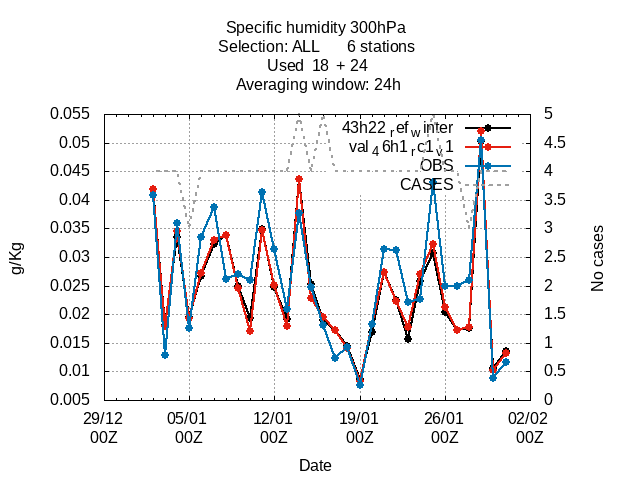 Specific humidity 300hPa
Selection: ALL 6 stations
Used 18 + 24
Averaging window: 24h
43h22_ref_winter
val_46h1_rc1_v1
OBS
CASES
0.055
0.05
0.045
0.04
0.035
0.03
0.025
0.02
0.015
0.01
0.005
g/Kg
5
4.5
4
3.5
3
2.5
2
1.5
1
0.5
0
No cases
29/12 05/01 12/01 19/01 26/01 02/02
00Z 00Z 00Z 00Z 00Z 00Z
Date